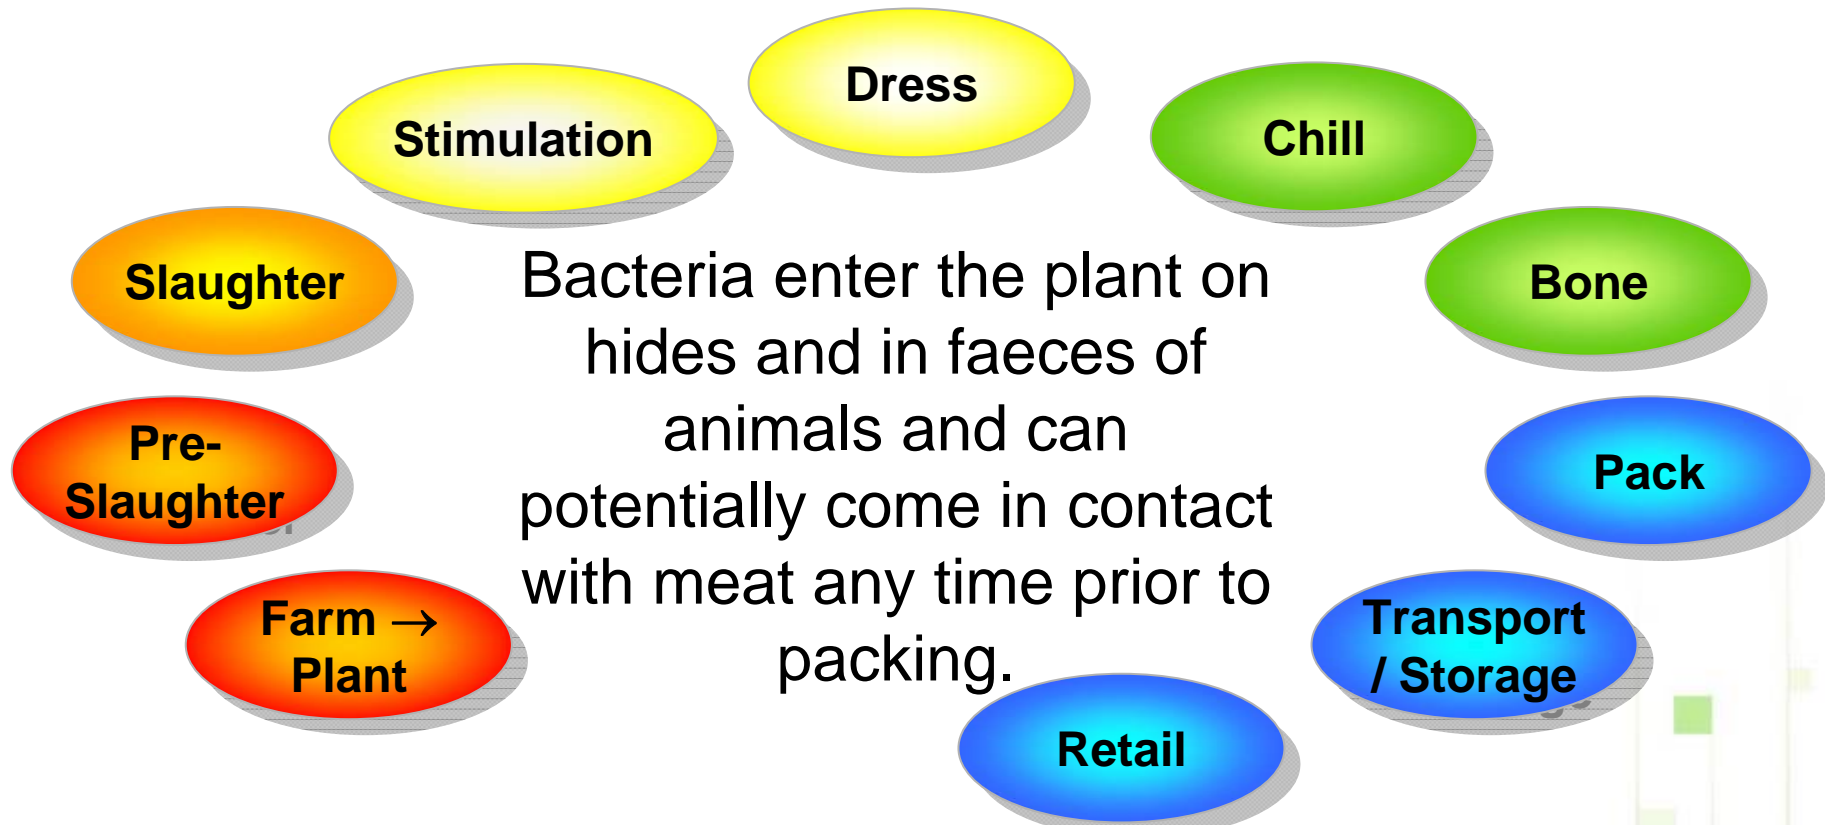 Dress
Stimulation
Chill
Slaughter
Bone
Pre-
Slaughter
Pack
Farm →
Plant
Transport
/ Storage
Retail
Bacteria enter the plant on
hides and in faeces of
animals and can
potentially come in contact
with meat any time prior to
packing.